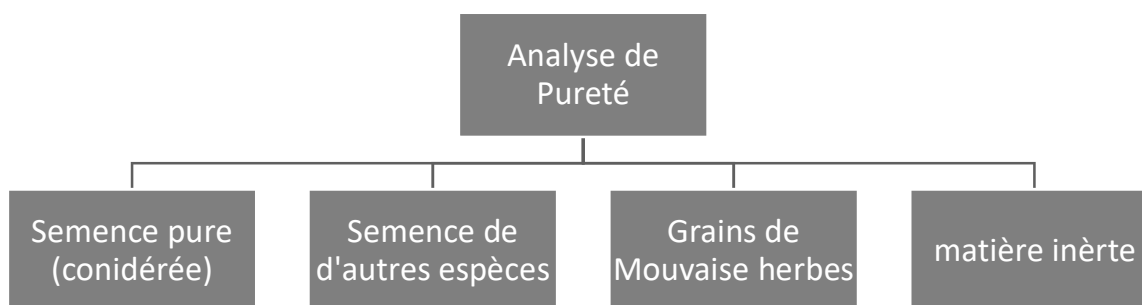 Analyse de
Pureté
Semence pure
(conidérée)
Semence de
d'autres espèces
Grains de
Mouvaise herbes
matière inèrte